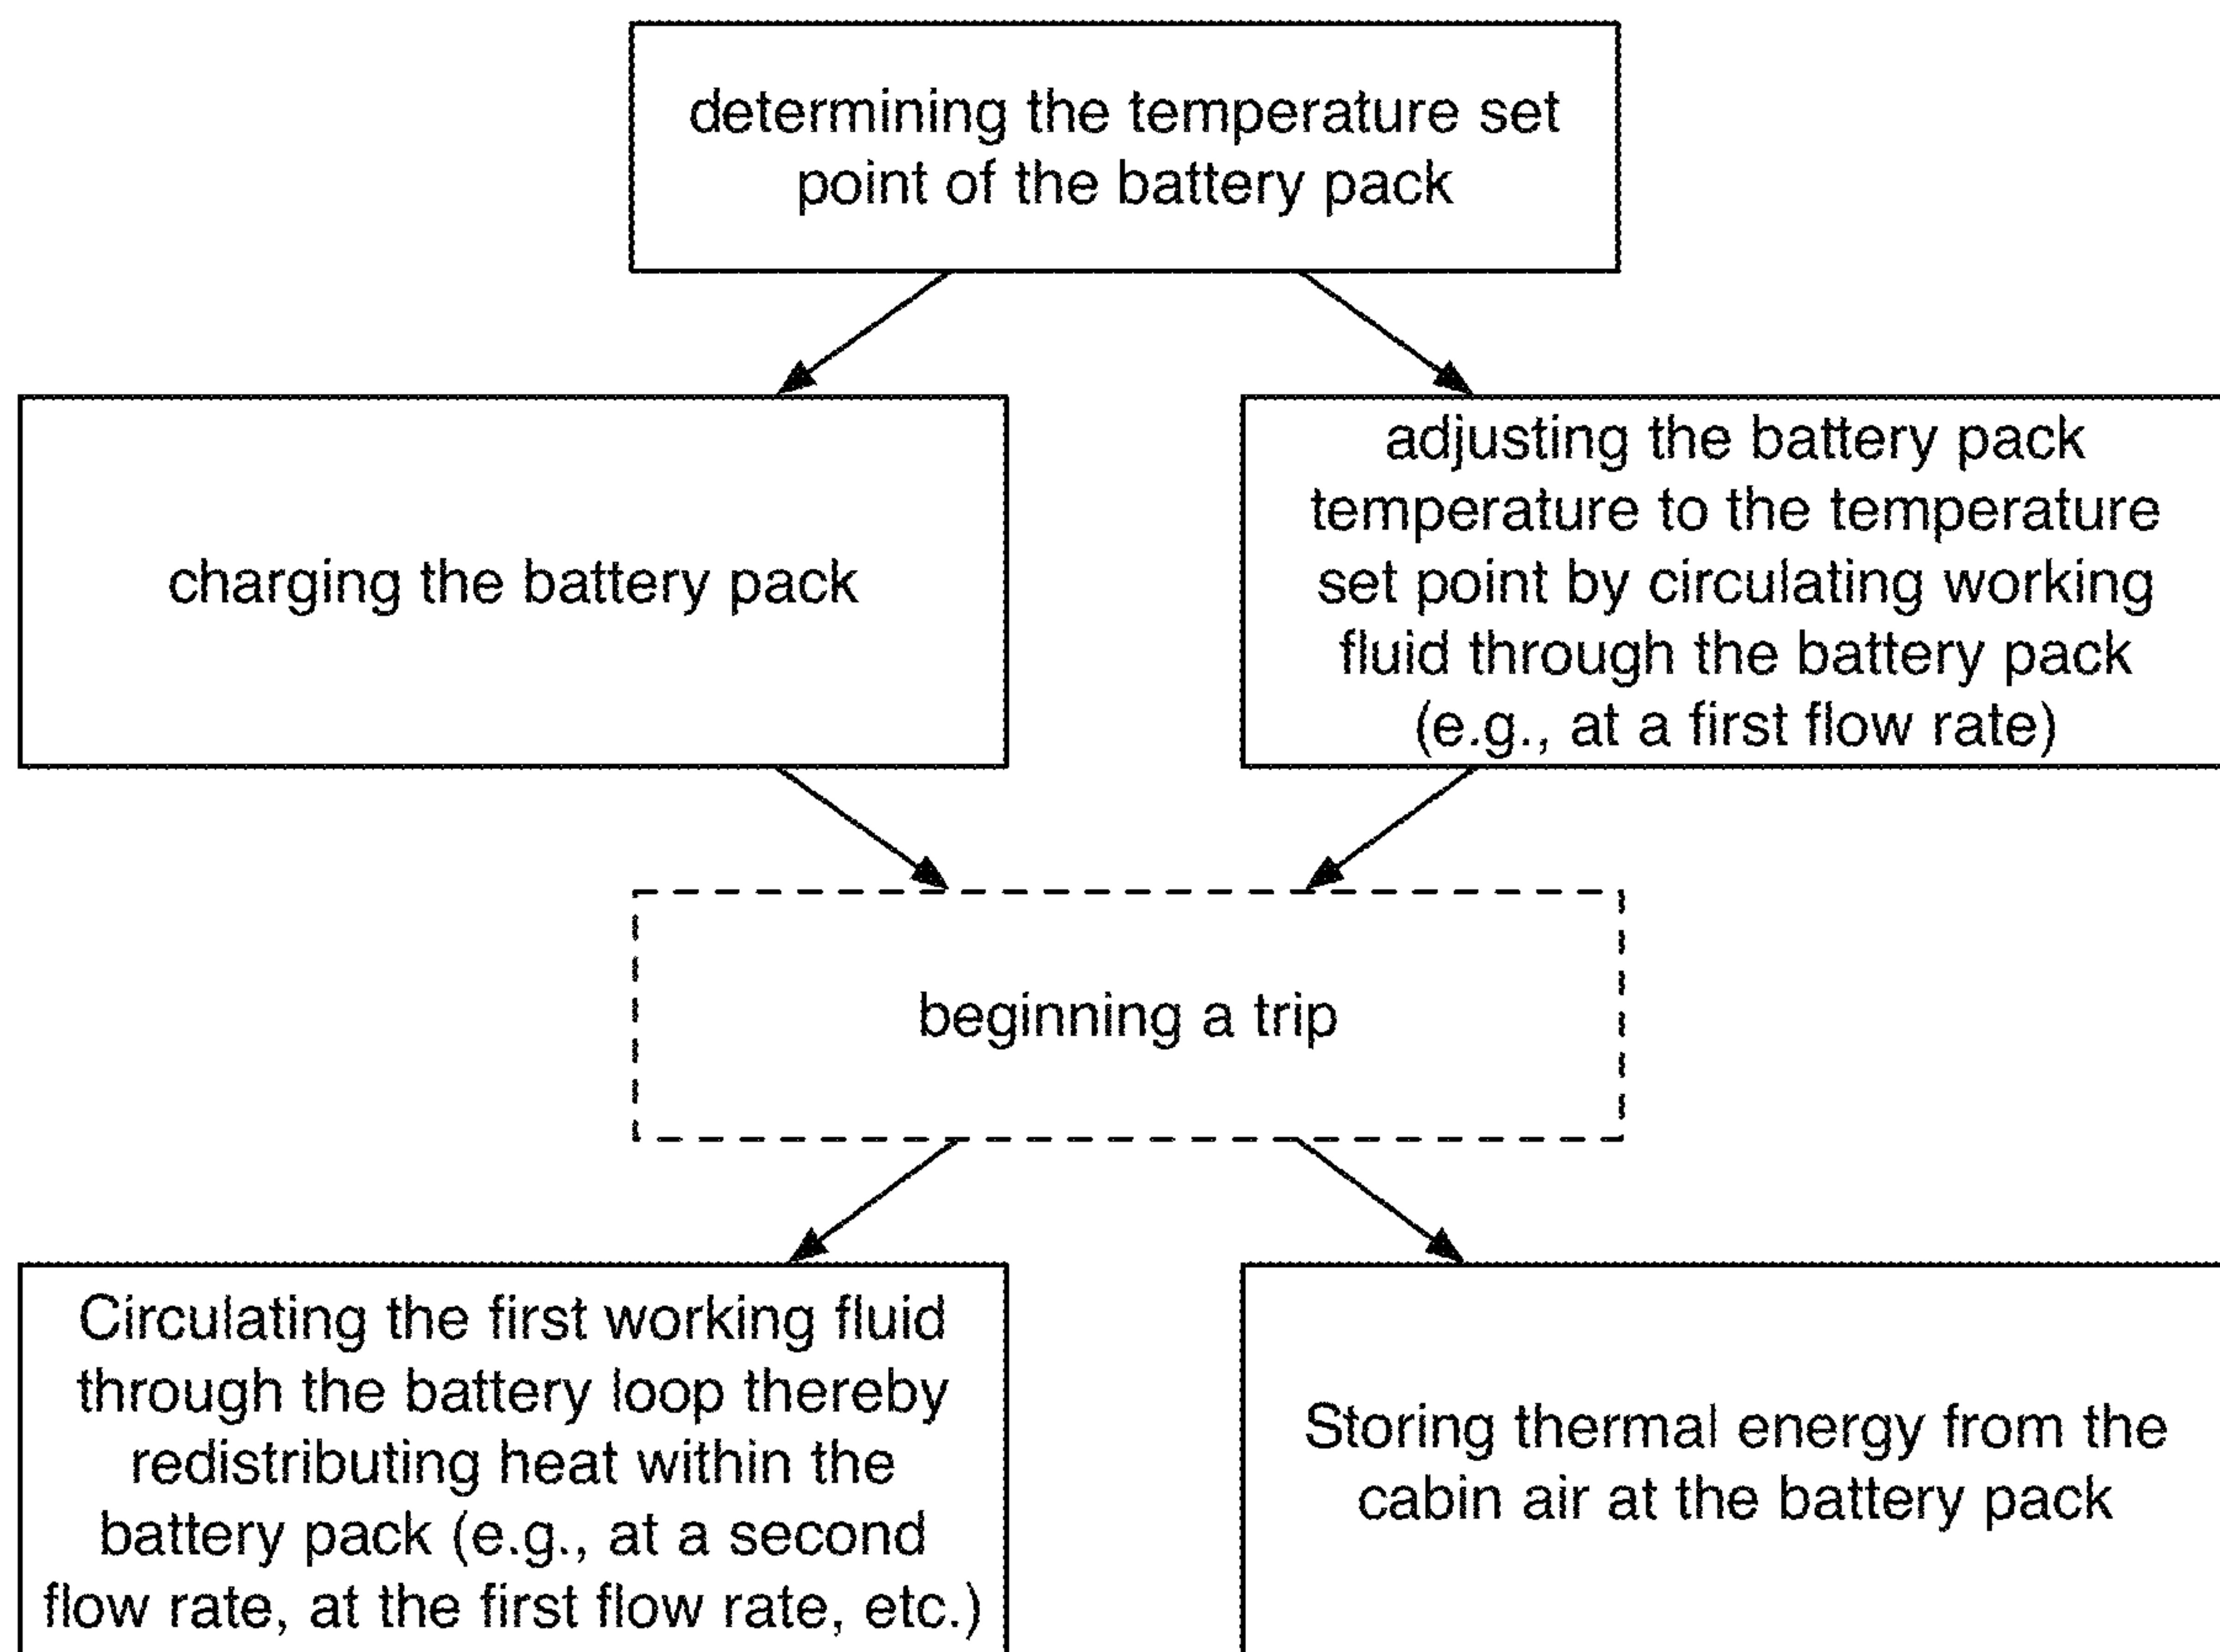 determining the temperature set
point of the battery pack
charging the battery pack
adjusting the battery pack
temperature to the temperature
set point by circulating working
fluid through the battery pack
(e.g., at a first flow rate)
beginning a trip
Circulating the first working fluid
through the battery loop thereby
redistributing heat within the
battery pack (e.g., at a second
flow rate, at the first flow rate, etc.)
Storing thermal energy from the
cabin air at the battery pack